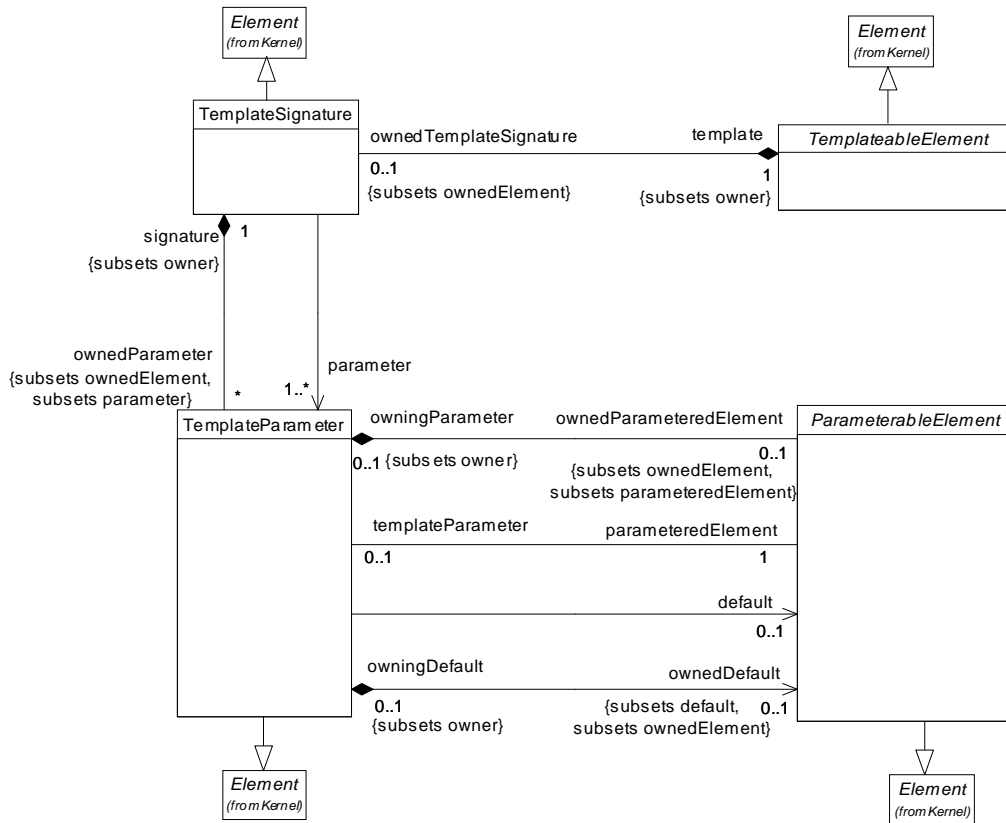 Element
(from Kernel)
Element
(from Kernel)
TemplateSignature
ownedTemplateSignature
template
TemplateableElement
0..1
{subsets ownedElement}
1
{subsets owner}
signature
1
{subsets owner}
ownedParameter
{subsets ownedElement,
subsets parameter}
*
parameter
1..*
TemplateParameter
owningParameter
ownedParameteredElement
ParameterableElement
0..1
{subsets owner}
0..1
{subsets ownedElement,
subsets parameteredElement}
templateParameter
parameteredElement
0..1
1
default
0..1
owningDefault
ownedDefault
0..1
{subsets owner}
{subsets default,
subsets ownedElement}
0..1
Element
(from Kernel)
Element
(from Kernel)